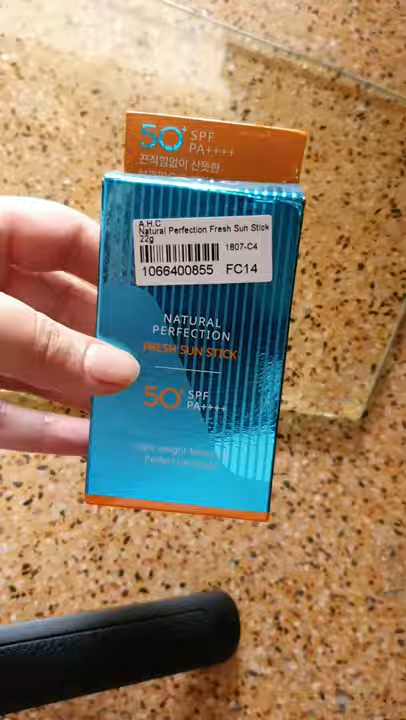 50+ SPF
PA++++
끈적임없이 산뜻한
A.H.C
Natural Perfection Fresh Sun Stick
22g
1807-C4
1066400855 FC14
NATURAL
PERFECTION
FRESH SUN STICK
50+ SPF
PA++++